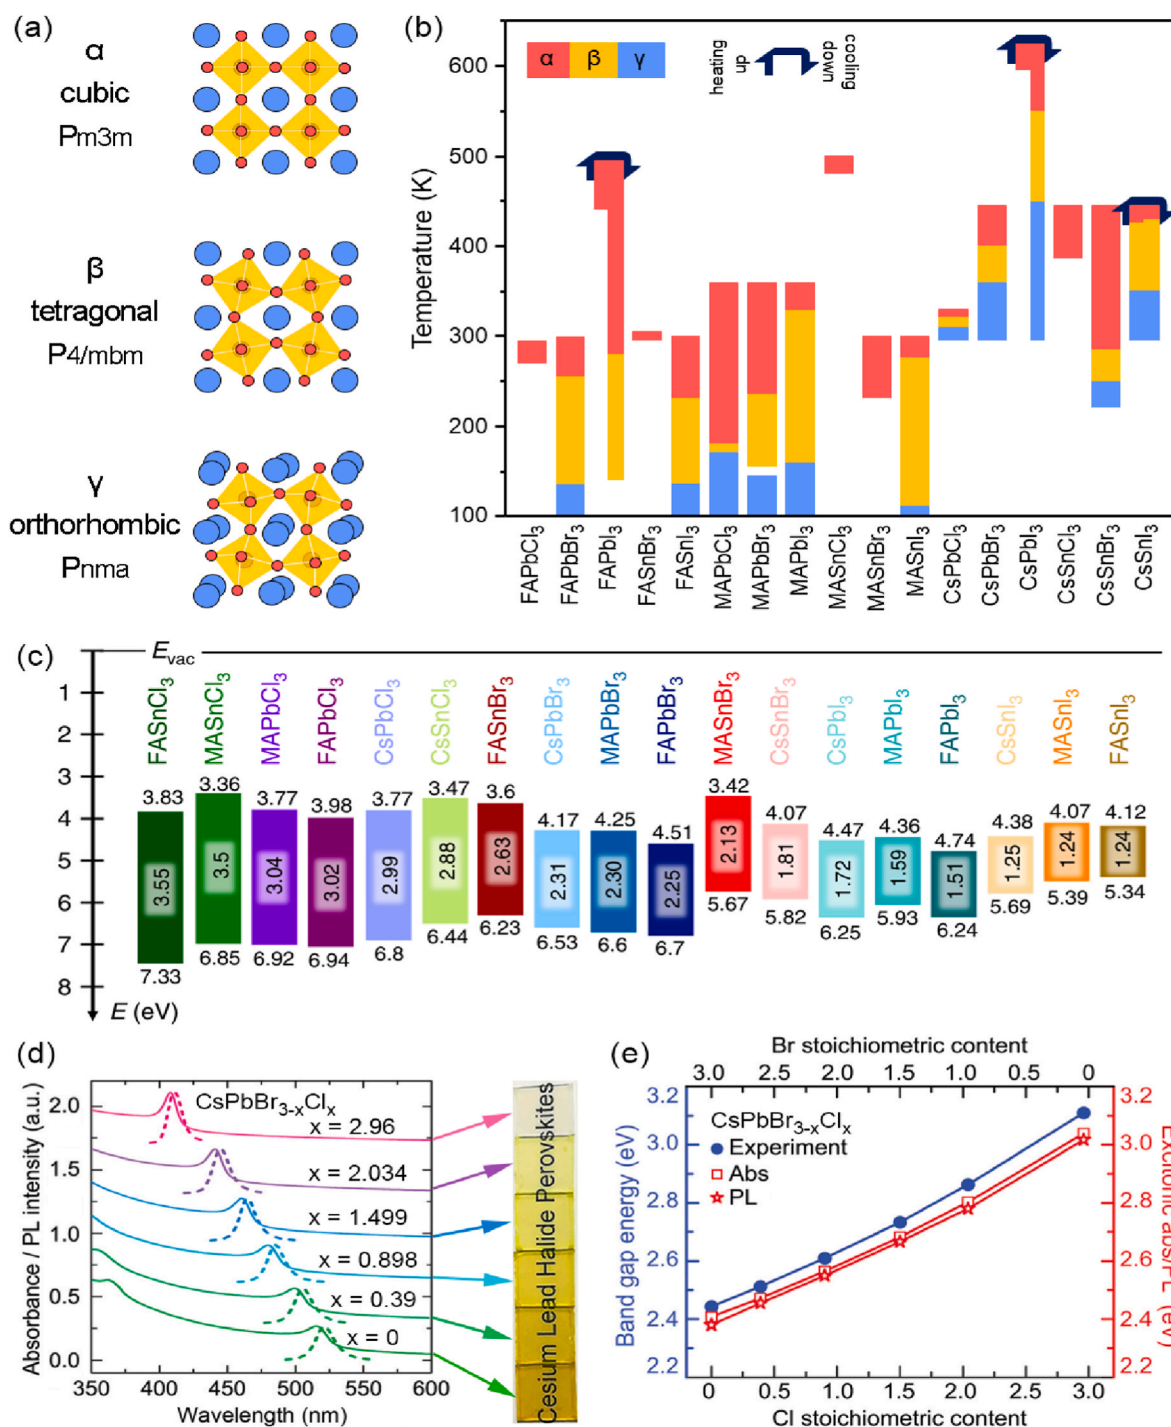 (a)
α
cubic
Pm3m
β
tetragonal
P4/mbm
γ
orthorhombic
Pnma
(b)
α β γ
heating up
cooling down
Temperature (K)
600
500
400
300
200
100
FAPbCl3
FAPbBr3
FAPbI3
FASnBr3
FASnI3
MAPbCl3
MAPbBr3
MAPbI3
MASnCl3
MASnBr3
MASnI3
CsPbCl3
CsPbBr3
CsPbI3
CsSnCl3
CsSnBr3
CsSnI3
(c)
Evac
1
2
3
4
5
6
7
8
E (eV)
FASnCl3
MASnCl3
MAPbCl3
FAPbCl3
CsPbCl3
CsSnCl3
FASnBr3
CsPbBr3
MAPbBr3
FAPbBr3
MASnBr3
CsSnBr3
CsPbI3
MAPbI3
FAPbI3
CsSnI3
MASnI3
FASnI3
3.83 3.36 3.77 3.98 3.77 3.47 3.6 4.17 4.25 4.51 3.42 4.07 4.47 4.36 4.74 4.38 4.07 4.12
3.55 3.5 3.04 3.02 2.99 2.88 2.63 2.31 2.30 2.25 2.13 1.81 1.72 1.59 1.51 1.25 1.24 1.24
7.33 6.85 6.92 6.94 6.8 6.44 6.23 6.53 6.6 6.7 5.67 5.82 6.25 5.93 6.24 5.69 5.39 5.34
(d)
Absorbance / PL intensity (a.u.)
2.0
1.5
1.0
0.5
0.0
CsPbBr3-xClx
x = 2.96
x = 2.034
x = 1.499
x = 0.898
x = 0.39
x = 0
350 400 450 500 550 600
Wavelength (nm)
Cesium Lead Halide Perovskites
(e)
Br stoichiometric content
3.0 2.5 2.0 1.5 1.0 0.5 0
Band gap energy (eV)
3.2
3.0
2.8
2.6
2.4
2.2
CsPbBr3-xClx
Experiment
Abs
PL
3.2
3.0
2.8
2.6
2.4
2.2
Excitonic abs/PL (eV)
0 0.5 1.0 1.5 2.0 2.5 3.0
Cl stoichiometric content